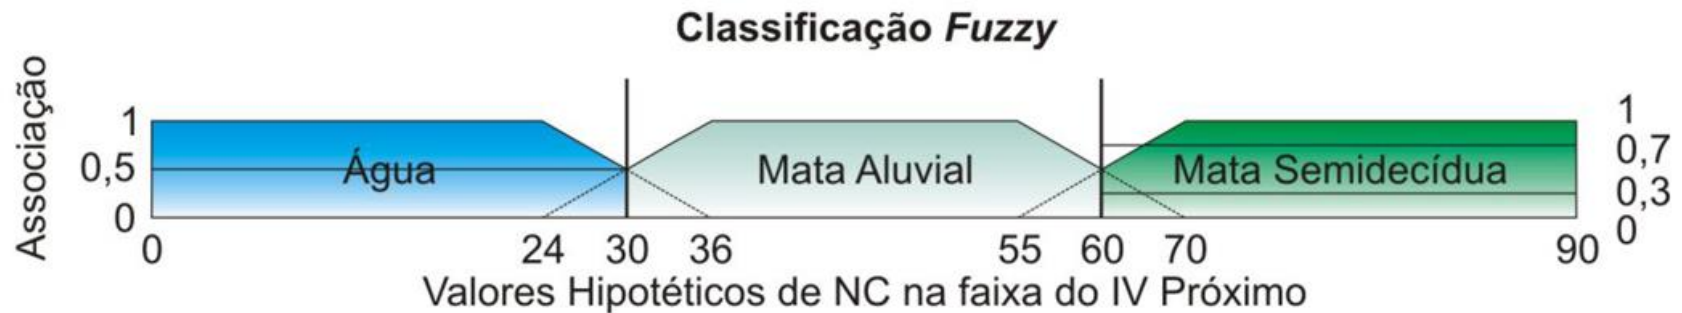 Classificação Fuzzy
Associação
1
0,5
0
Água
Mata Aluvial
Mata Semidecídua
1
0,7
0,3
0
0 24 30 36 55 60 70 90
Valores Hipotéticos de NC na faixa do IV Próximo